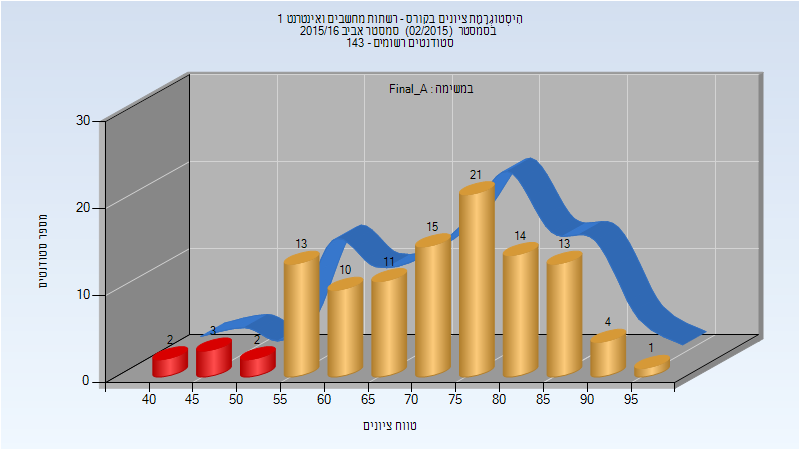 היסטוגרמת ציונים בקורס - רשתות מחשבים ואינטרנט 1
בסמסטר (02/2015) סמסטר אביב 2015/16
סטודנטים רשומים - 143
במשימה : Final_A
מספר סטודנטים
30
20
10
0
2
3
2
13
10
11
15
21
14
13
4
1
40 45 50 55 60 65 70 75 80 85 90 95
טווח ציונים